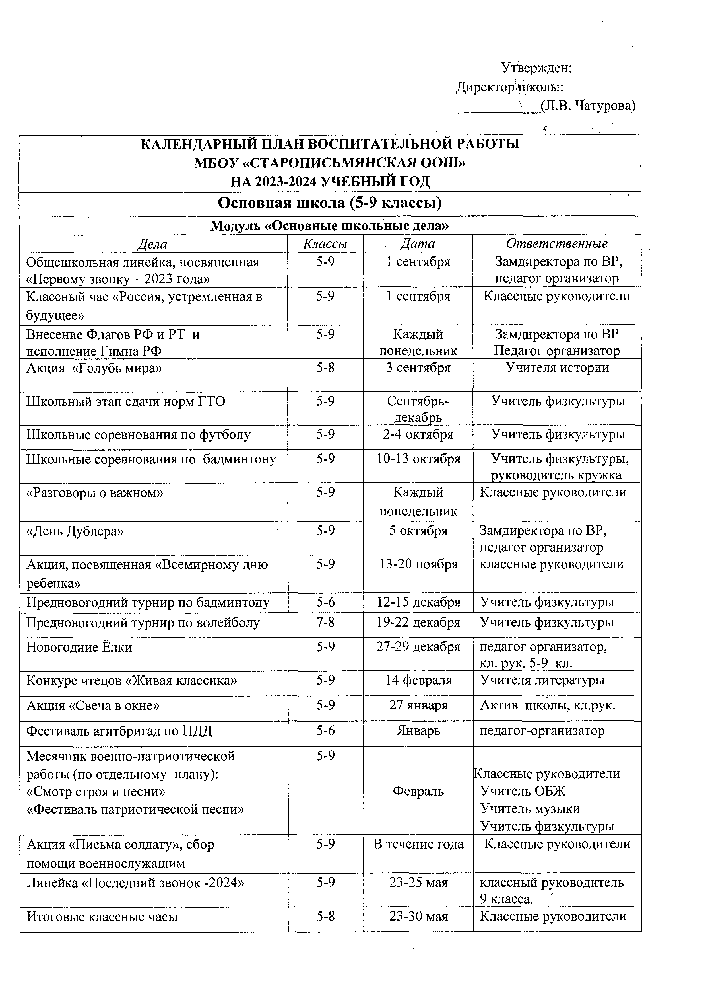 Утвержден:
Директор школы:
____________(Л.В. Чатурова)
КАЛЕНДАРНЫЙ ПЛАН ВОСПИТАТЕЛЬНОЙ РАБОТЫ
МБОУ «СТАРОПИСЬМЯНСКАЯ ООШ»
НА 2023-2024 УЧЕБНЫЙ ГОД
Основная школа (5-9 классы)
Модуль «Основные школьные дела»
Дела Классы Дата Ответственные
Общешкольная линейка, посвященная 5-9 1 сентября Замдиректора по ВР,
«Первому звонку – 2023 года» педагог организатор
Классный час «Россия, устремленная в 5-9 1 сентября Классные руководители
будущее»
Внесение Флагов РФ и РТ и 5-9 Каждый Замдиректора по ВР
исполнение Гимна РФ понедельник Педагог организатор
Акция «Голубь мира» 5-8 3 сентября Учителя истории
Школьный этап сдачи норм ГТО 5-9 Сентябрь- Учитель физкультуры
декабрь
Школьные соревнования по футболу 5-9 2-4 октября Учитель физкультуры
Школьные соревнования по бадминтону 5-9 10-13 октября Учитель физкультуры,
руководитель кружка
«Разговоры о важном» 5-9 Каждый Классные руководители
понедельник
«День Дублера» 5-9 5 октября Замдиректора по ВР,
педагог организатор
Акция, посвященная «Всемирному дню 5-9 13-20 ноября классные руководители
ребенка»
Предновогодний турнир по бадминтону 5-6 12-15 декабря Учитель физкультуры
Предновогодний турнир по волейболу 7-8 19-22 декабря Учитель физкультуры
Новогодние Ёлки 5-9 27-29 декабря педагог организатор,
кл. рук. 5-9 кл.
Конкурс чтецов «Живая классика» 5-9 14 февраля Учителя литературы
Акция «Свеча в окне» 5-9 27 января Актив школы, кл.рук.
Фестиваль агитбригад по ПДД 5-6 Январь педагог-организатор
Месячник военно-патриотической 5-9
работы (по отдельному плану): Классные руководители
«Смотр строя и песни» Февраль Учитель ОБЖ
«Фестиваль патриотической песни» Учитель музыки
Учитель физкультуры
Акция «Письма солдату», сбор 5-9 В течение года Классные руководители
помощи военнослужащим
Линейка «Последний звонок -2024» 5-9 23-25 мая классный руководитель
9 класса.
Итоговые классные часы 5-8 23-30 мая Классные руководители